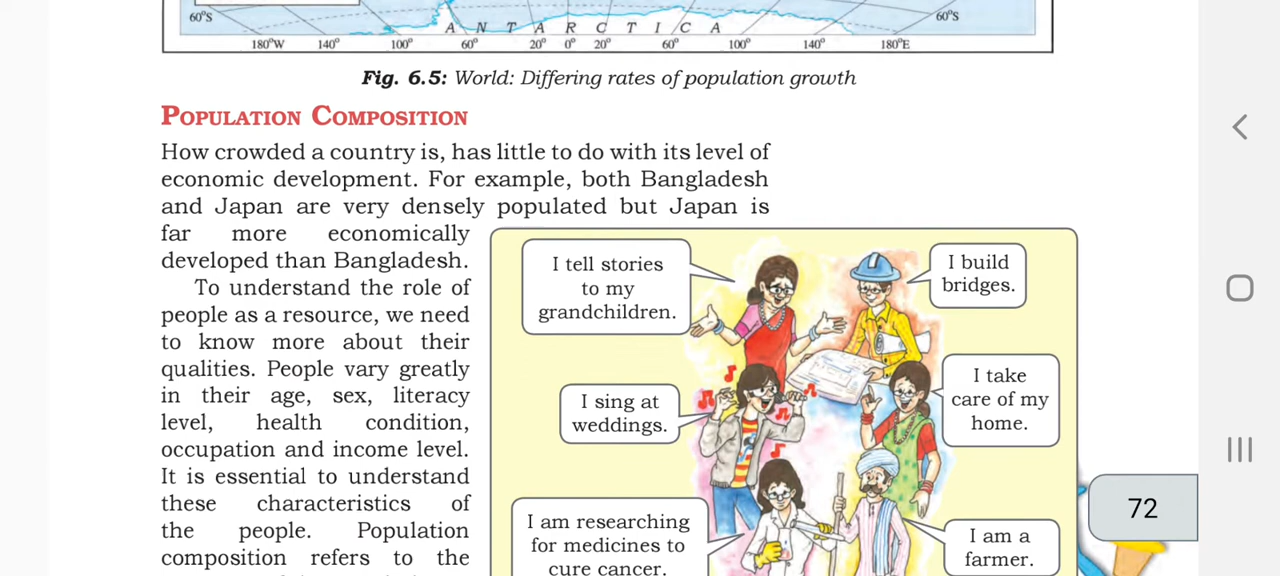 60°S
60°S
A N T A R C T I C A
180°W 140° 100° 60° 20° 0° 20° 60° 100° 140° 180°E
Fig. 6.5: World: Differing rates of population growth
POPULATION COMPOSITION
How crowded a country is, has little to do with its level of
economic development. For example, both Bangladesh
and Japan are very densely populated but Japan is
far more economically
developed than Bangladesh.
To understand the role of
people as a resource, we need
to know more about their
qualities. People vary greatly
in their age, sex, literacy
level, health condition,
occupation and income level.
It is essential to understand
these characteristics of
the people. Population
composition refers to the
I tell stories
to my
grandchildren.
I build
bridges.
I sing at
weddings.
I take
care of my
home.
I am researching
for medicines to
cure cancer.
I am a
farmer.
72